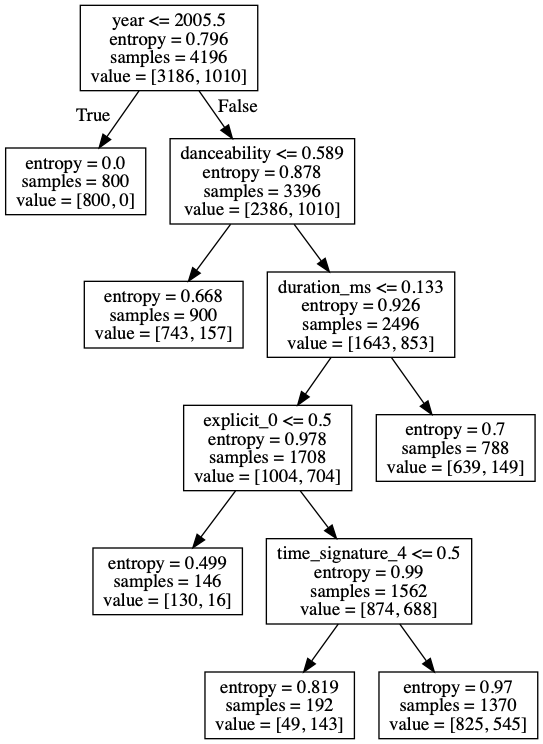 year <= 2005.5
entropy = 0.796
samples = 4196
value = [3186, 1010]
True
False
entropy = 0.0
samples = 800
value = [800, 0]
danceability <= 0.589
entropy = 0.878
samples = 3396
value = [2386, 1010]
entropy = 0.668
samples = 900
value = [743, 157]
duration_ms <= 0.133
entropy = 0.926
samples = 2496
value = [1643, 853]
explicit_0 <= 0.5
entropy = 0.978
samples = 1708
value = [1004, 704]
entropy = 0.7
samples = 788
value = [639, 149]
entropy = 0.499
samples = 146
value = [130, 16]
time_signature_4 <= 0.5
entropy = 0.99
samples = 1562
value = [874, 688]
entropy = 0.819
samples = 192
value = [49, 143]
entropy = 0.97
samples = 1370
value = [825, 545]